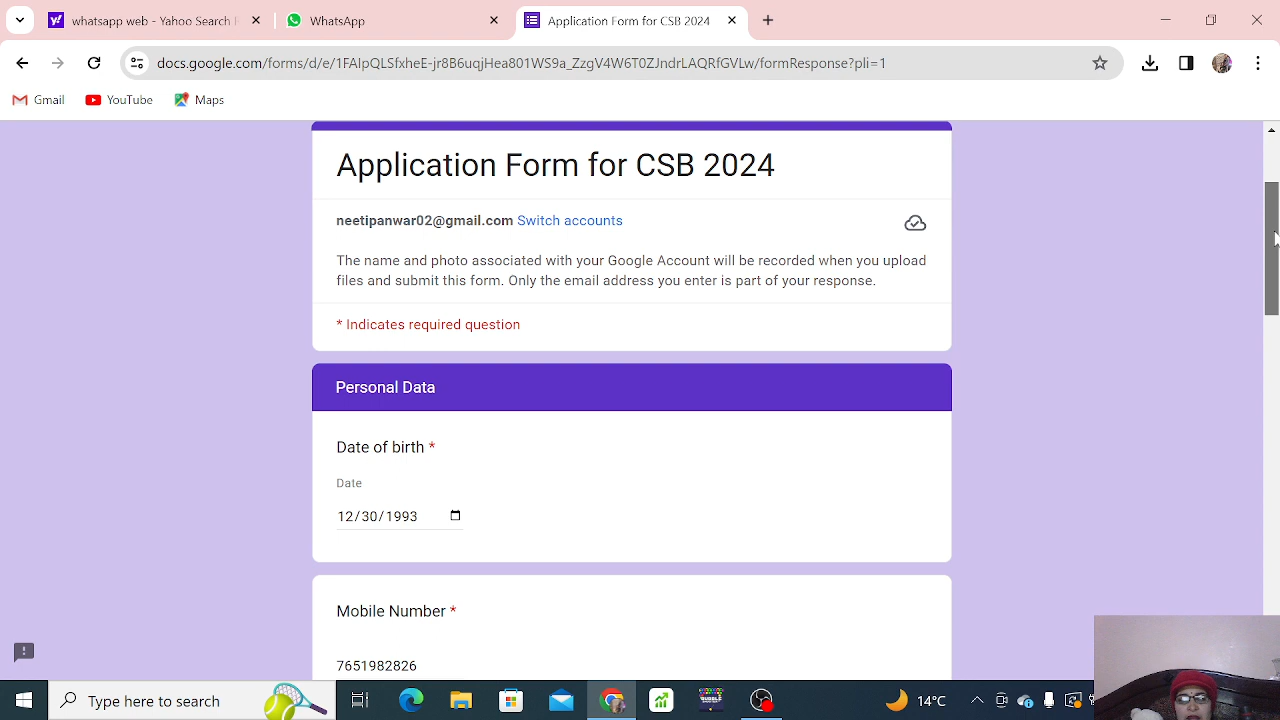 whatsapp web - Yahoo Search R
WhatsApp
Application Form for CSB 2024
docs.google.com/forms/d/e/1FAIpQLSfxheE-jr8B6uqjHea801WS9a_ZzgV4W6T0ZJndrLAQRfGVLw/formResponse?pli=1
Gmail
YouTube
Maps
Application Form for CSB 2024
neetipanwar02@gmail.com Switch accounts
The name and photo associated with your Google Account will be recorded when you upload
files and submit this form. Only the email address you enter is part of your response.
* Indicates required question
Personal Data
Date of birth *
Date
12/30/1993
Mobile Number *
7651982826
Type here to search
14°C